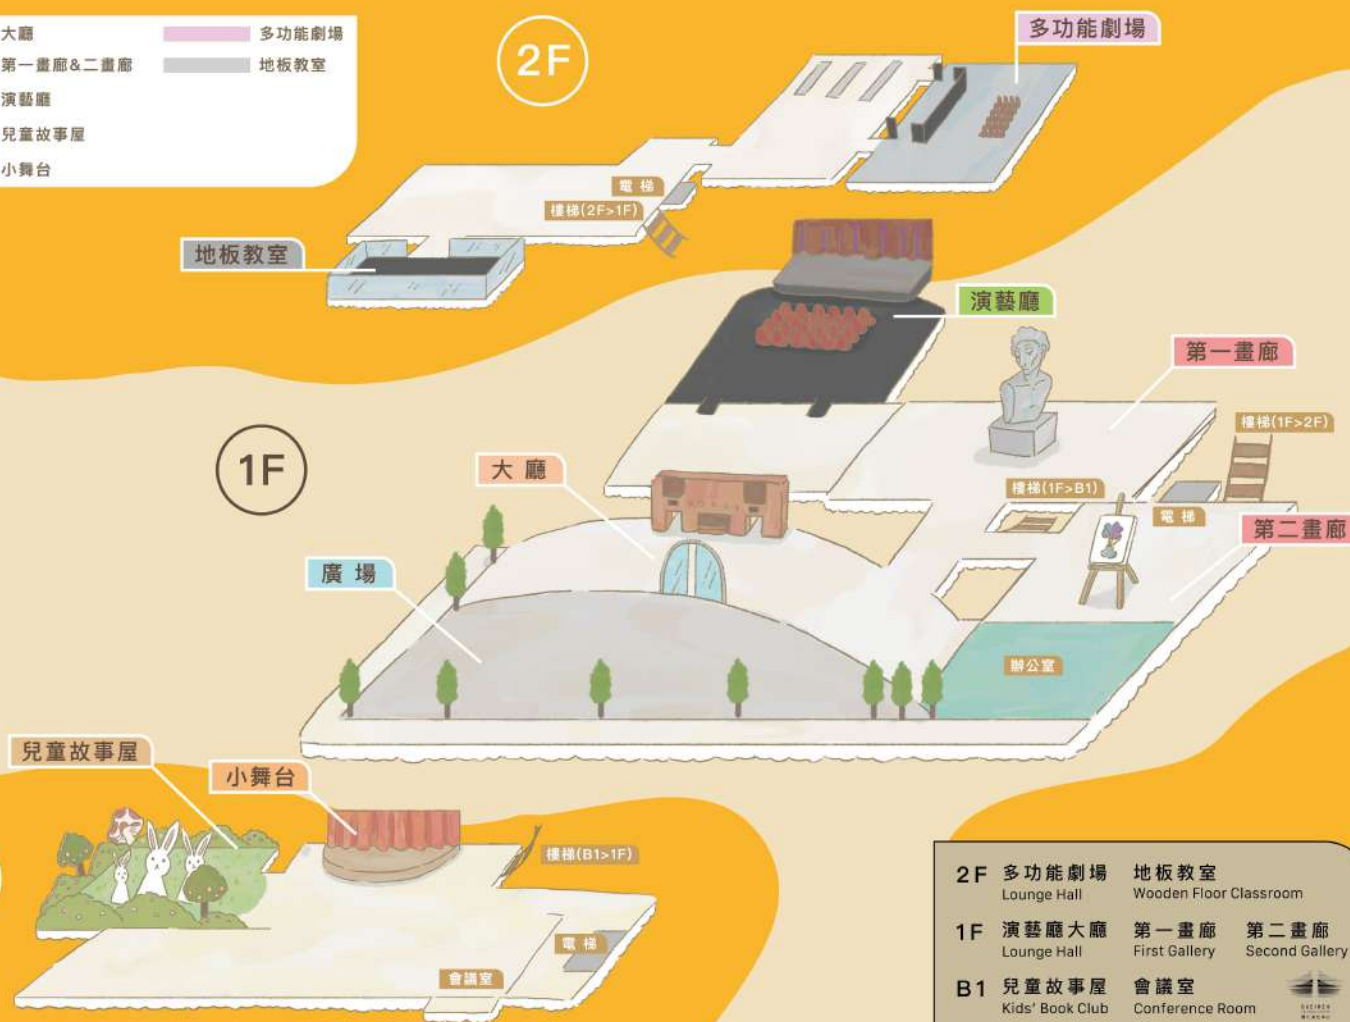 大廳
多功能劇場
第一畫廊&二畫廊
地板教室
演藝廳
兒童故事屋
小舞台
2F
多功能劇場
電梯
樓梯(2F>1F)
地板教室
演藝廳
第一畫廊
樓梯(1F>2F)
1F
大廳
樓梯(1F>B1)
電梯
第二畫廊
廣場
辦公室
兒童故事屋
小舞台
樓梯(B1>1F)
電梯
會議室
2F 多功能劇場 地板教室
Lounge Hall Wooden Floor Classroom
1F 演藝廳大廳 第一畫廊 第二畫廊
Lounge Hall First Gallery Second Gallery
B1 兒童故事屋 會議室
Kids' Book Club Conference Room